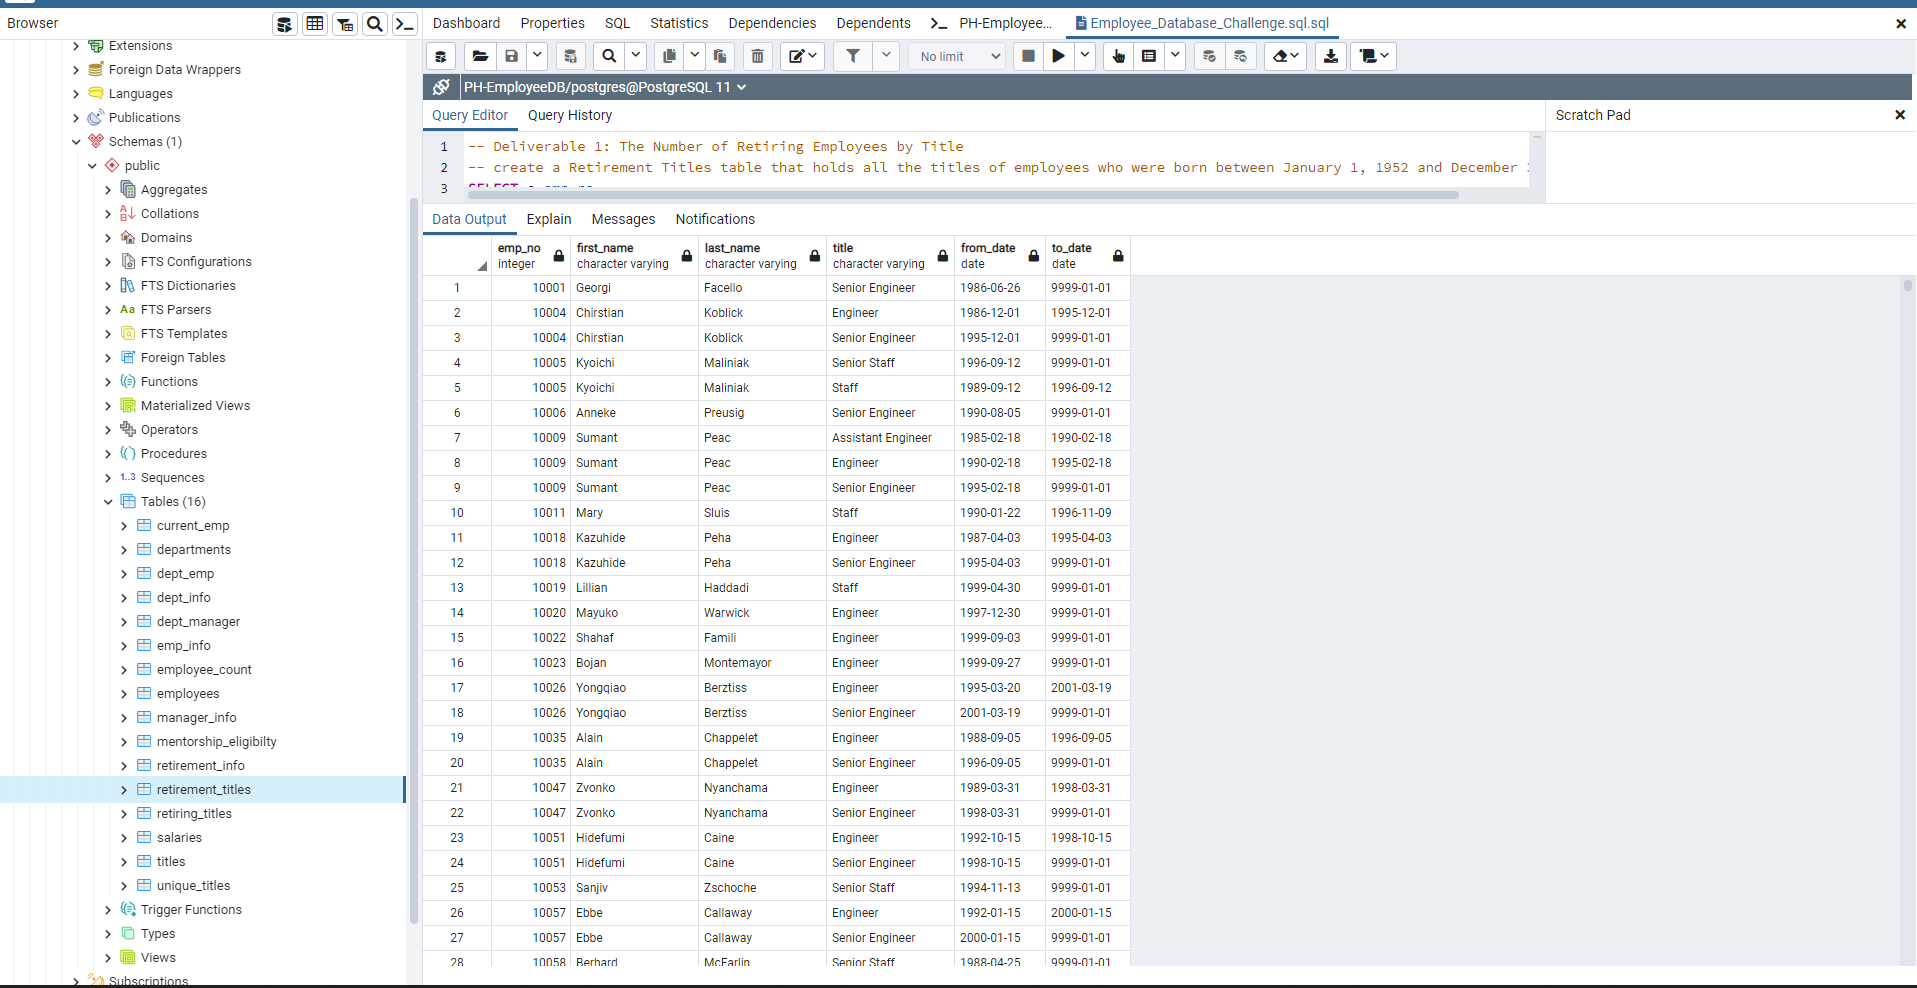 Browser
Extensions
Foreign Data Wrappers
Languages
Publications
Schemas (1)
public
Aggregates
Collations
Domains
FTS Configurations
FTS Dictionaries
Aa FTS Parsers
FTS Templates
Foreign Tables
Functions
Materialized Views
Operators
Procedures
1..3 Sequences
Tables (16)
current_emp
departments
dept_emp
dept_info
dept_manager
emp_info
employee_count
employees
manager_info
mentorship_eligibilty
retirement_info
retirement_titles
retiring_titles
salaries
titles
unique_titles
Trigger Functions
Types
Views
Subscriptions
Dashboard Properties SQL Statistics Dependencies Dependents PH-Employee... Employee_Database_Challenge.sql.sql
No limit
PH-EmployeeDB/postgres@PostgreSQL 11
Query Editor Query History
Scratch Pad
1 -- Deliverable 1: The Number of Retiring Employees by Title
2 -- create a Retirement Titles table that holds all the titles of employees who were born between January 1, 1952 and December
3 SELECT e.emp_no
Data Output Explain Messages Notifications
emp_no integer first_name character varying last_name character varying title character varying from_date date to_date date
1 10001 Georgi Facello Senior Engineer 1986-06-26 9999-01-01
2 10004 Chirstian Koblick Engineer 1986-12-01 1995-12-01
3 10004 Chirstian Koblick Senior Engineer 1995-12-01 9999-01-01
4 10005 Kyoichi Maliniak Senior Staff 1996-09-12 9999-01-01
5 10005 Kyoichi Maliniak Staff 1989-09-12 1996-09-12
6 10006 Anneke Preusig Senior Engineer 1990-08-05 9999-01-01
7 10009 Sumant Peac Assistant Engineer 1985-02-18 1990-02-18
8 10009 Sumant Peac Engineer 1990-02-18 1995-02-18
9 10009 Sumant Peac Senior Engineer 1995-02-18 9999-01-01
10 10011 Mary Sluis Staff 1990-01-22 1996-11-09
11 10018 Kazuhide Peha Engineer 1987-04-03 1995-04-03
12 10018 Kazuhide Peha Senior Engineer 1995-04-03 9999-01-01
13 10019 Lillian Haddadi Staff 1999-04-30 9999-01-01
14 10020 Mayuko Warwick Engineer 1997-12-30 9999-01-01
15 10022 Shahaf Famili Engineer 1999-09-03 9999-01-01
16 10023 Bojan Montemayor Engineer 1999-09-27 9999-01-01
17 10026 Yongqiao Berztiss Engineer 1995-03-20 2001-03-19
18 10026 Yongqiao Berztiss Senior Engineer 2001-03-19 9999-01-01
19 10035 Alain Chappelet Engineer 1988-09-05 1996-09-05
20 10035 Alain Chappelet Senior Engineer 1996-09-05 9999-01-01
21 10047 Zvonko Nyanchama Engineer 1989-03-31 1998-03-31
22 10047 Zvonko Nyanchama Senior Engineer 1998-03-31 9999-01-01
23 10051 Hidefumi Caine Engineer 1992-10-15 1998-10-15
24 10051 Hidefumi Caine Senior Engineer 1998-10-15 9999-01-01
25 10053 Sanjiv Zschoche Senior Staff 1994-11-13 9999-01-01
26 10057 Ebbe Callaway Engineer 1992-01-15 2000-01-15
27 10057 Ebbe Callaway Senior Engineer 2000-01-15 9999-01-01
28 10058 Berhard McFarlin Senior Staff 1988-04-25 9999-01-01